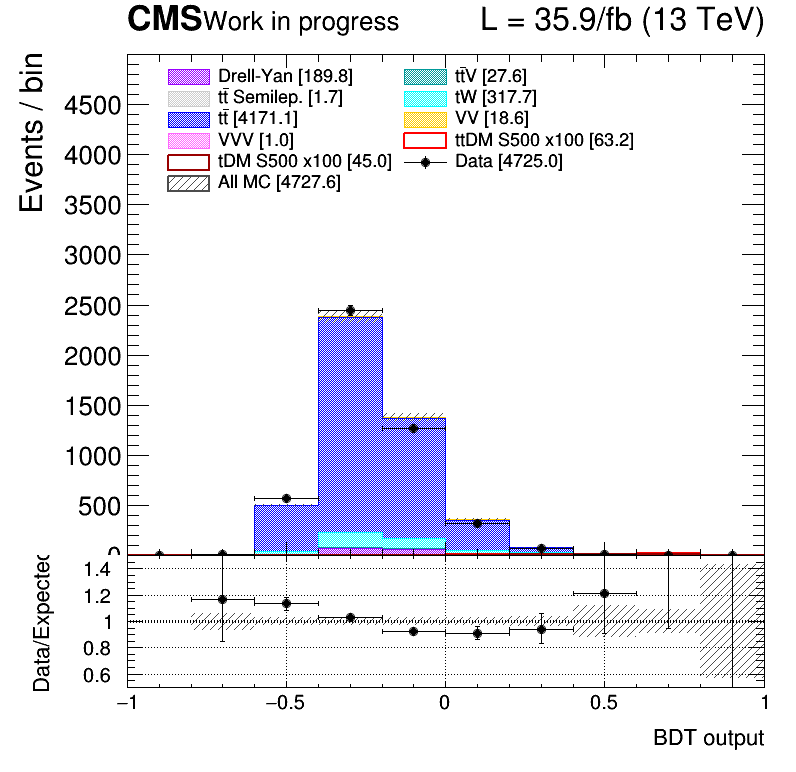 CMS Work in progress L = 35.9/fb (13 TeV)
Events / bin
Drell-Yan [189.8] tt̄V [27.6]
tt̄ Semilep. [1.7] tW [317.7]
tt̄ [4171.1] VV [18.6]
VVV [1.0] ttDM S500 x100 [63.2]
tDM S500 x100 [45.0] Data [4725.0]
All MC [4727.6]
4500
4000
3500
3000
2500
2000
1500
1000
500
0
Data/Expected
1.4
1.2
1
0.8
0.6
−1 −0.5 0 0.5 1
BDT output